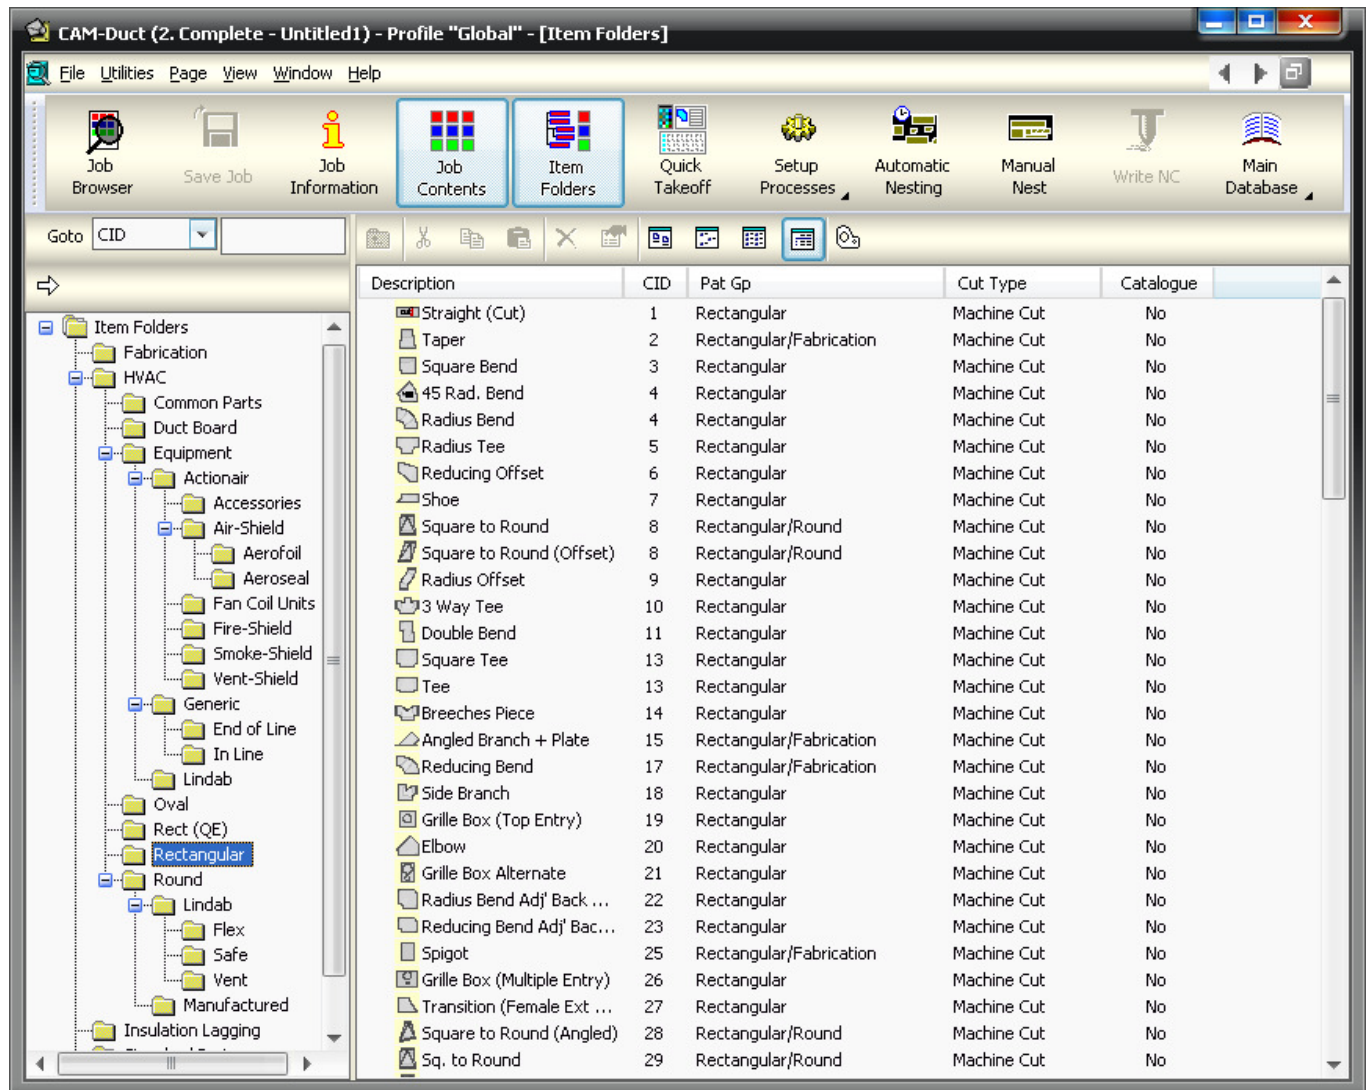 CAM-Duct (2. Complete - Untitled1) - Profile "Global" - [Item Folders]
File Utilities Page View Window Help
Job Browser Save Job Job Information Job Contents Item Folders Quick Takeoff Setup Processes Automatic Nesting Manual Nest Write NC Main Database
Goto CID
Item Folders
Fabrication
HVAC
Common Parts
Duct Board
Equipment
Actionair
Accessories
Air-Shield
Aerofoil
Aeroseal
Fan Coil Units
Fire-Shield
Smoke-Shield
Vent-Shield
Generic
End of Line
In Line
Lindab
Oval
Rect (QE)
Rectangular
Round
Lindab
Flex
Safe
Vent
Manufactured
Insulation Lagging
Description CID Pat Gp Cut Type Catalogue
Straight (Cut) 1 Rectangular Machine Cut No
Taper 2 Rectangular/Fabrication Machine Cut No
Square Bend 3 Rectangular Machine Cut No
45 Rad. Bend 4 Rectangular Machine Cut No
Radius Bend 4 Rectangular Machine Cut No
Radius Tee 5 Rectangular Machine Cut No
Reducing Offset 6 Rectangular Machine Cut No
Shoe 7 Rectangular Machine Cut No
Square to Round 8 Rectangular/Round Machine Cut No
Square to Round (Offset) 8 Rectangular/Round Machine Cut No
Radius Offset 9 Rectangular Machine Cut No
3 Way Tee 10 Rectangular Machine Cut No
Double Bend 11 Rectangular Machine Cut No
Square Tee 13 Rectangular Machine Cut No
Tee 13 Rectangular Machine Cut No
Breeches Piece 14 Rectangular Machine Cut No
Angled Branch + Plate 15 Rectangular/Fabrication Machine Cut No
Reducing Bend 17 Rectangular/Fabrication Machine Cut No
Side Branch 18 Rectangular Machine Cut No
Grille Box (Top Entry) 19 Rectangular Machine Cut No
Elbow 20 Rectangular Machine Cut No
Grille Box Alternate 21 Rectangular Machine Cut No
Radius Bend Adj' Back ... 22 Rectangular Machine Cut No
Reducing Bend Adj' Bac... 23 Rectangular Machine Cut No
Spigot 25 Rectangular/Fabrication Machine Cut No
Grille Box (Multiple Entry) 26 Rectangular Machine Cut No
Transition (Female Ext ... 27 Rectangular Machine Cut No
Square to Round (Angled) 28 Rectangular/Round Machine Cut No
Sq. to Round 29 Rectangular/Round Machine Cut No